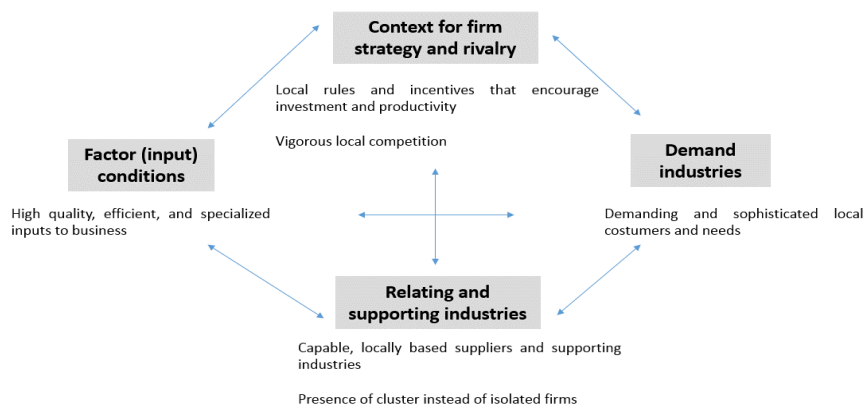 Context for firm
strategy and rivalry
Local rules and incentives that encourage
investment and productivity
Vigorous local competition
Factor (input)
conditions
High quality, efficient, and specialized
inputs to business
Demand
industries
Demanding and sophisticated local
costumers and needs
Relating and
supporting industries
Capable, locally based suppliers and supporting
industries
Presence of cluster instead of isolated firms